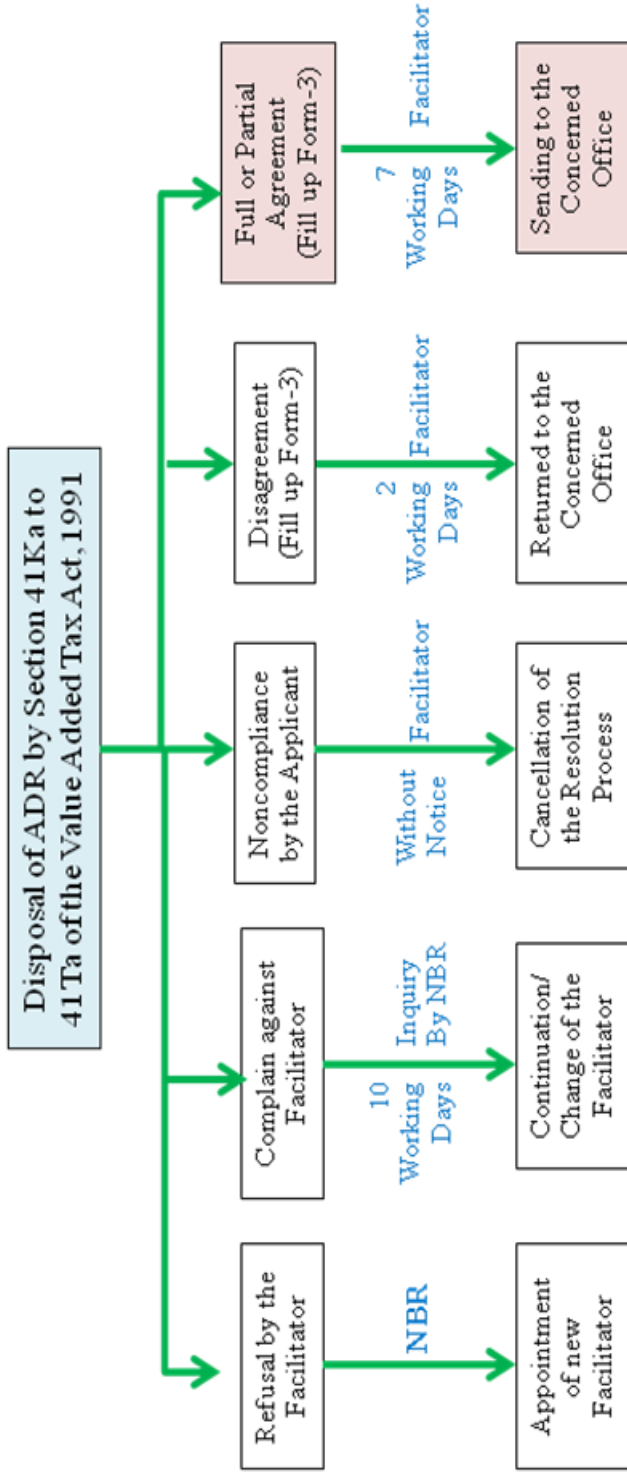 Disposal of ADR by Section 41Ka to
41Ta of the Value Added Tax Act, 1991
Refusal by the
Facilitator
NBR
Appointment
of new
Facilitator
Complain against
Facilitator
10
Working
Days
Inquiry
By NBR
Continuation/
Change of the
Facilitator
Noncompliance
by the Applicant
Without
Notice
Facilitator
Cancellation of
the Resolution
Process
Disagreement
(Fill up Form-3)
2
Working
Days
Facilitator
Returned to the
Concerned
Office
Full or Partial
Agreement
(Fill up Form-3)
7
Working
Days
Facilitator
Sending to the
Concerned
Office